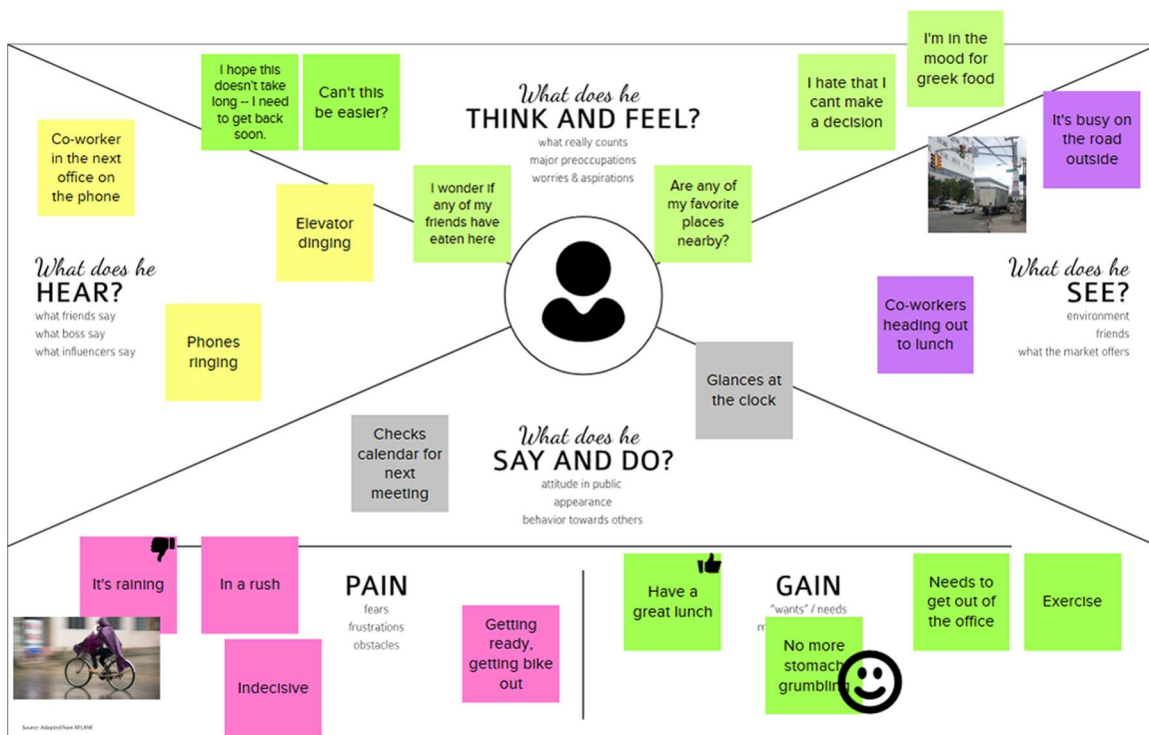 I'm in the
mood for
greek food
I hope this
doesn't take
long -- I need
to get back
soon.
Can't this
be easier?
What does he
THINK AND FEEL?
what really counts
major preoccupations
worries & aspirations
I hate that I
cant make
a decision
It's busy on
the road
outside
Co-worker
in the next
office on
the phone
Elevator
dinging
I wonder if
any of my
friends have
eaten here
Are any of
my favorite
places
nearby?
What does he
HEAR?
what friends say
what boss say
what influencers say
Phones
ringing
What does he
SEE?
environment
friends
what the market offers
Co-workers
heading out
to lunch
Glances at
the clock
Checks
calendar for
next
meeting
What does he
SAY AND DO?
attitude in public
appearance
behavior towards others
It's raining
In a rush
PAIN
fears
frustrations
obstacles
Indecisive
Getting
ready,
getting bike
out
Have a
great lunch
GAIN
"wants" / needs
No more
stomach
grumbling
Needs to
get out of
the office
Exercise
Source: Adapted from XPLANE